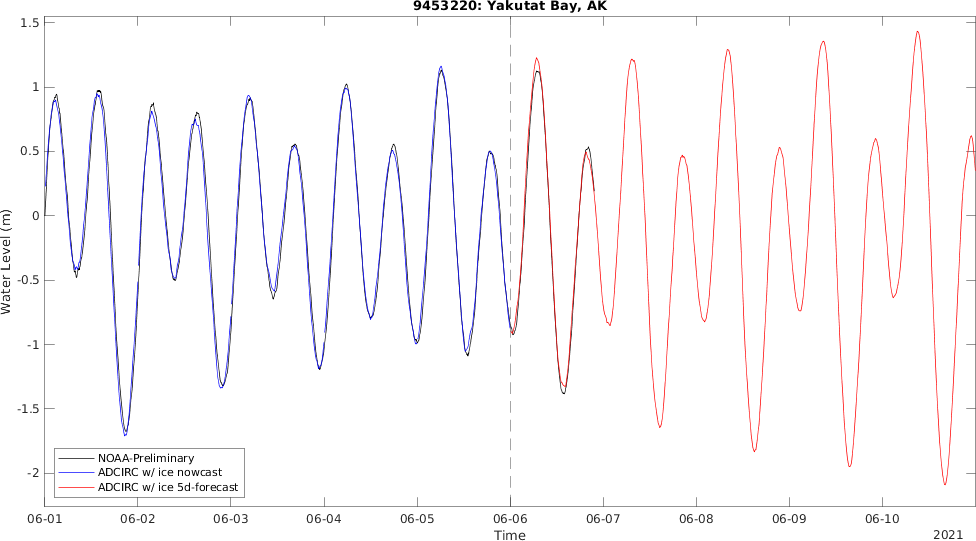 9453220: Yakutat Bay, AK
Water Level (m)
1.5
1
0.5
0
-0.5
-1
-1.5
-2
NOAA-Preliminary
ADCIRC w/ ice nowcast
ADCIRC w/ ice 5d-forecast
06-01 06-02 06-03 06-04 06-05 06-06 06-07 06-08 06-09 06-10
Time
2021